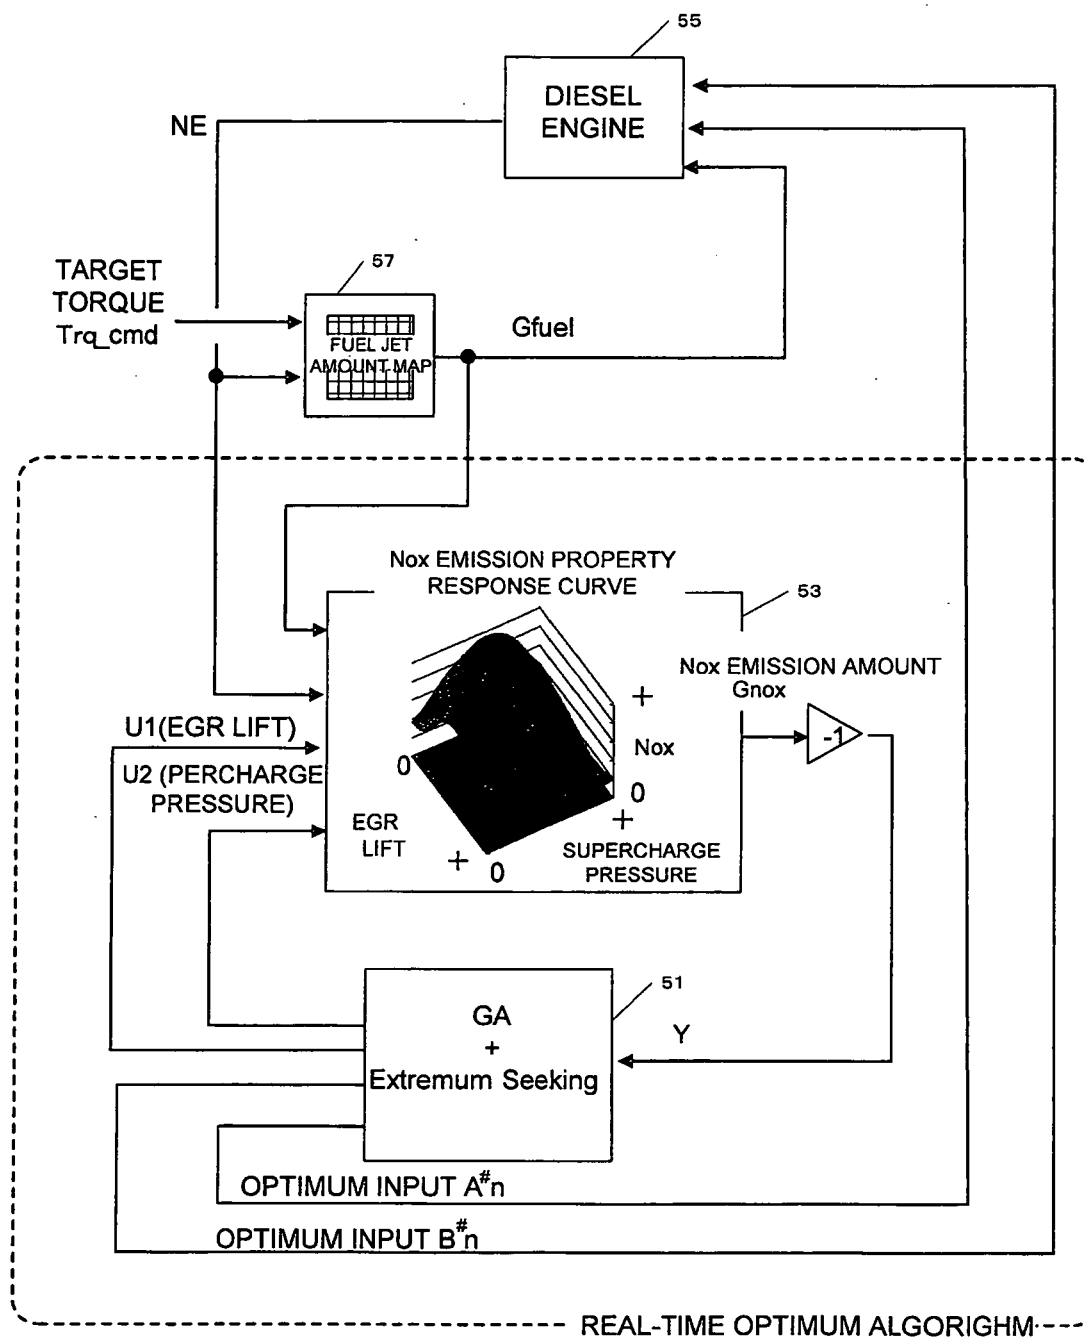 55
DIESEL
ENGINE
NE
57
TARGET
TORQUE
Trq_cmd
FUEL JET
AMOUNT MAP
Gfuel
Nox EMISSION PROPERTY
RESPONSE CURVE
53
Nox EMISSION AMOUNT
Gnox
-1
+
Nox
0
U1(EGR LIFT)
U2 (PERCHARGE
PRESSURE)
0
EGR
LIFT
+
0
+
SUPERCHARGE
PRESSURE
51
GA
+
Extremum Seeking
Y
OPTIMUM INPUT A#n
OPTIMUM INPUT B#n
REAL-TIME OPTIMUM ALGORIGHM